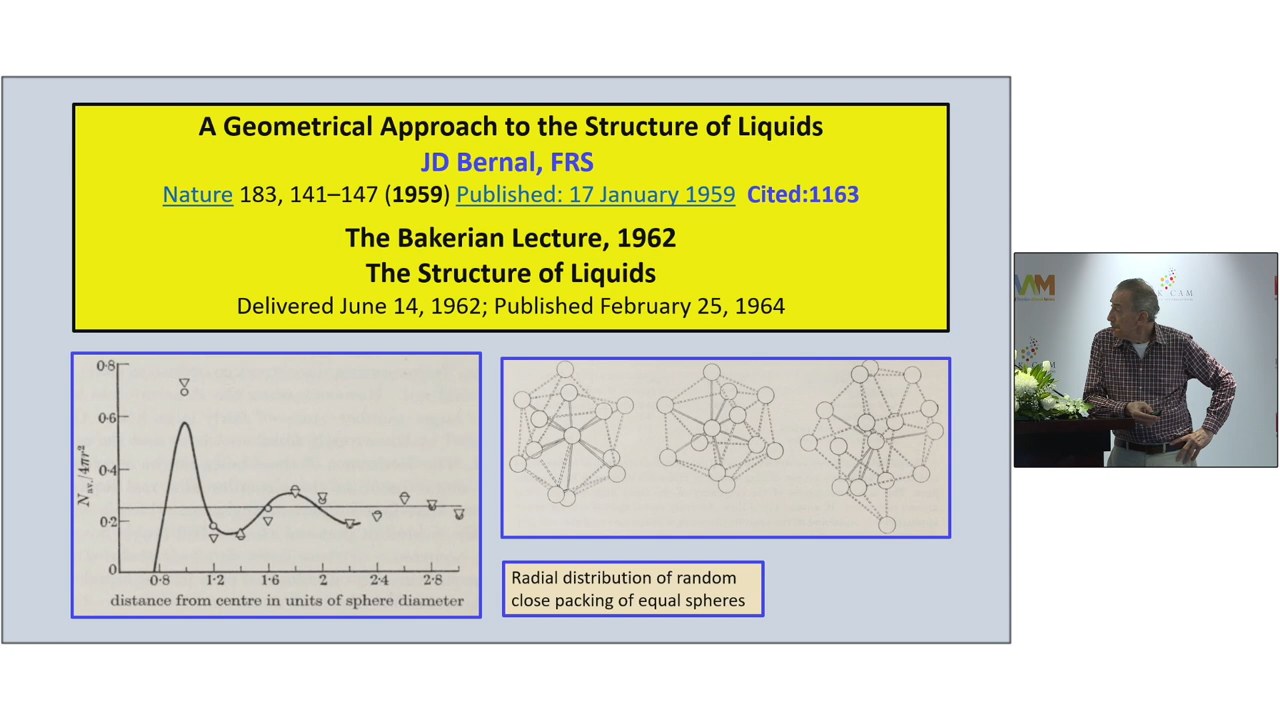 A Geometrical Approach to the Structure of Liquids
JD Bernal, FRS
Nature 183, 141–147 (1959) Published: 17 January 1959 Cited:1163
The Bakerian Lecture, 1962
The Structure of Liquids
Delivered June 14, 1962; Published February 25, 1964
0·8
0·6
0·4
0·2
0
Nav./4πr²
0·8 1·2 1·6 2 2·4 2·8
distance from centre in units of sphere diameter
Radial distribution of random
close packing of equal spheres
AM
K CAM